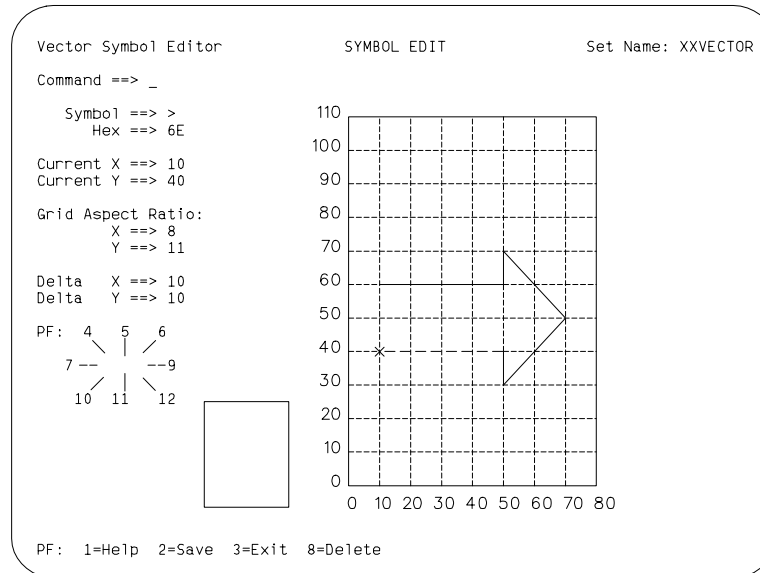 Vector Symbol Editor SYMBOL EDIT Set Name: XXVECTOR
Command ==> _
Symbol ==> >
Hex ==> 6E
Current X ==> 10
Current Y ==> 40
Grid Aspect Ratio:
X ==> 8
Y ==> 11
Delta X ==> 10
Delta Y ==> 10
PF: 4 5 6
7 -- --9
10 11 12
110
100
90
80
70
60
50
40
30
20
10
0
0 10 20 30 40 50 60 70 80
PF: 1=Help 2=Save 3=Exit 8=Delete